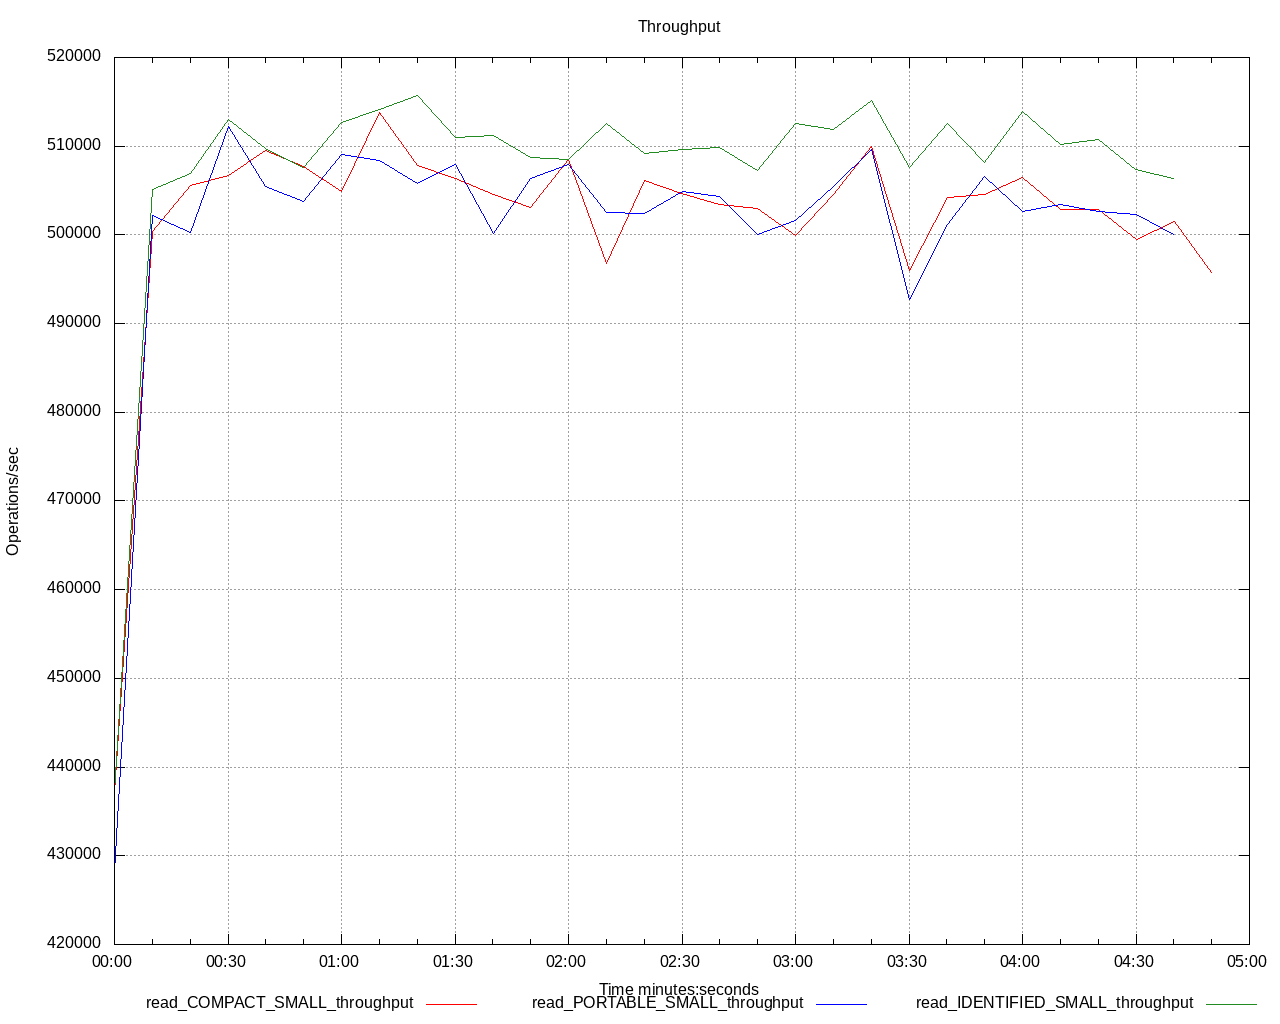 Throughput
520000
510000
500000
490000
480000
470000
460000
450000
440000
430000
420000
Operations/sec
00:00 00:30 01:00 01:30 02:00 02:30 03:00 03:30 04:00 04:30 05:00
Time minutes:seconds
read_COMPACT_SMALL_throughput read_PORTABLE_SMALL_throughput read_IDENTIFIED_SMALL_throughput